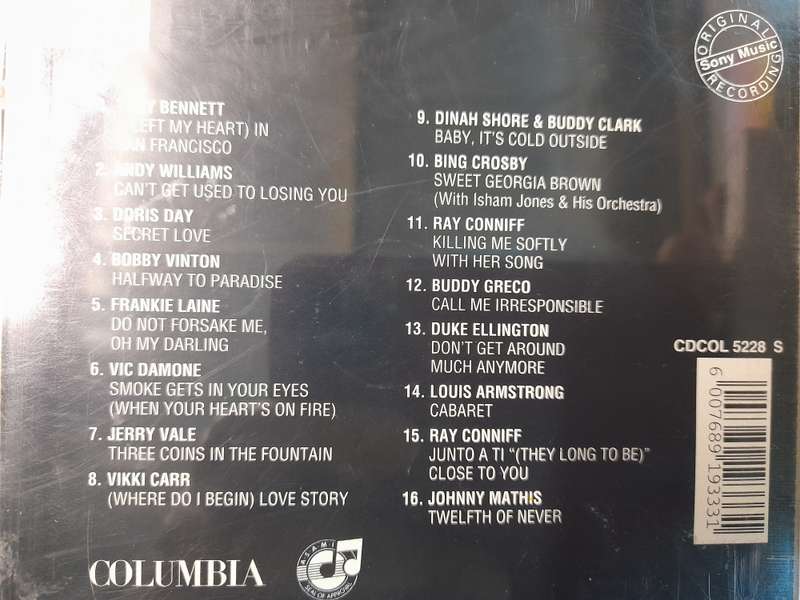 BENNETT
LEFT MY HEART) IN
FRANCISCO
2. ANDY WILLIAMS
CAN'T GET USED TO LOSING YOU
3. DORIS DAY
SECRET LOVE
4. BOBBY VINTON
HALFWAY TO PARADISE
5. FRANKIE LAINE
DO NOT FORSAKE ME,
OH MY DARLING
6. VIC DAMONE
SMOKE GETS IN YOUR EYES
(WHEN YOUR HEART'S ON FIRE)
7. JERRY VALE
THREE COINS IN THE FOUNTAIN
8. VIKKI CARR
(WHERE DO I BEGIN) LOVE STORY
9. DINAH SHORE & BUDDY CLARK
BABY, IT'S COLD OUTSIDE
10. BING CROSBY
SWEET GEORGIA BROWN
(With Isham Jones & His Orchestra)
11. RAY CONNIFF
KILLING ME SOFTLY
WITH HER SONG
12. BUDDY GRECO
CALL ME IRRESPONSIBLE
13. DUKE ELLINGTON
DON'T GET AROUND
MUCH ANYMORE
14. LOUIS ARMSTRONG
CABARET
15. RAY CONNIFF
JUNTO A TI "(THEY LONG TO BE)"
CLOSE TO YOU
16. JOHNNY MATHIS
TWELFTH OF NEVER
ORIGINAL
Sony Music
RECORDING
CDCOL 5228 S
6 007689 193331
COLUMBIA
ASAMI
SEAL OF APPROVAL